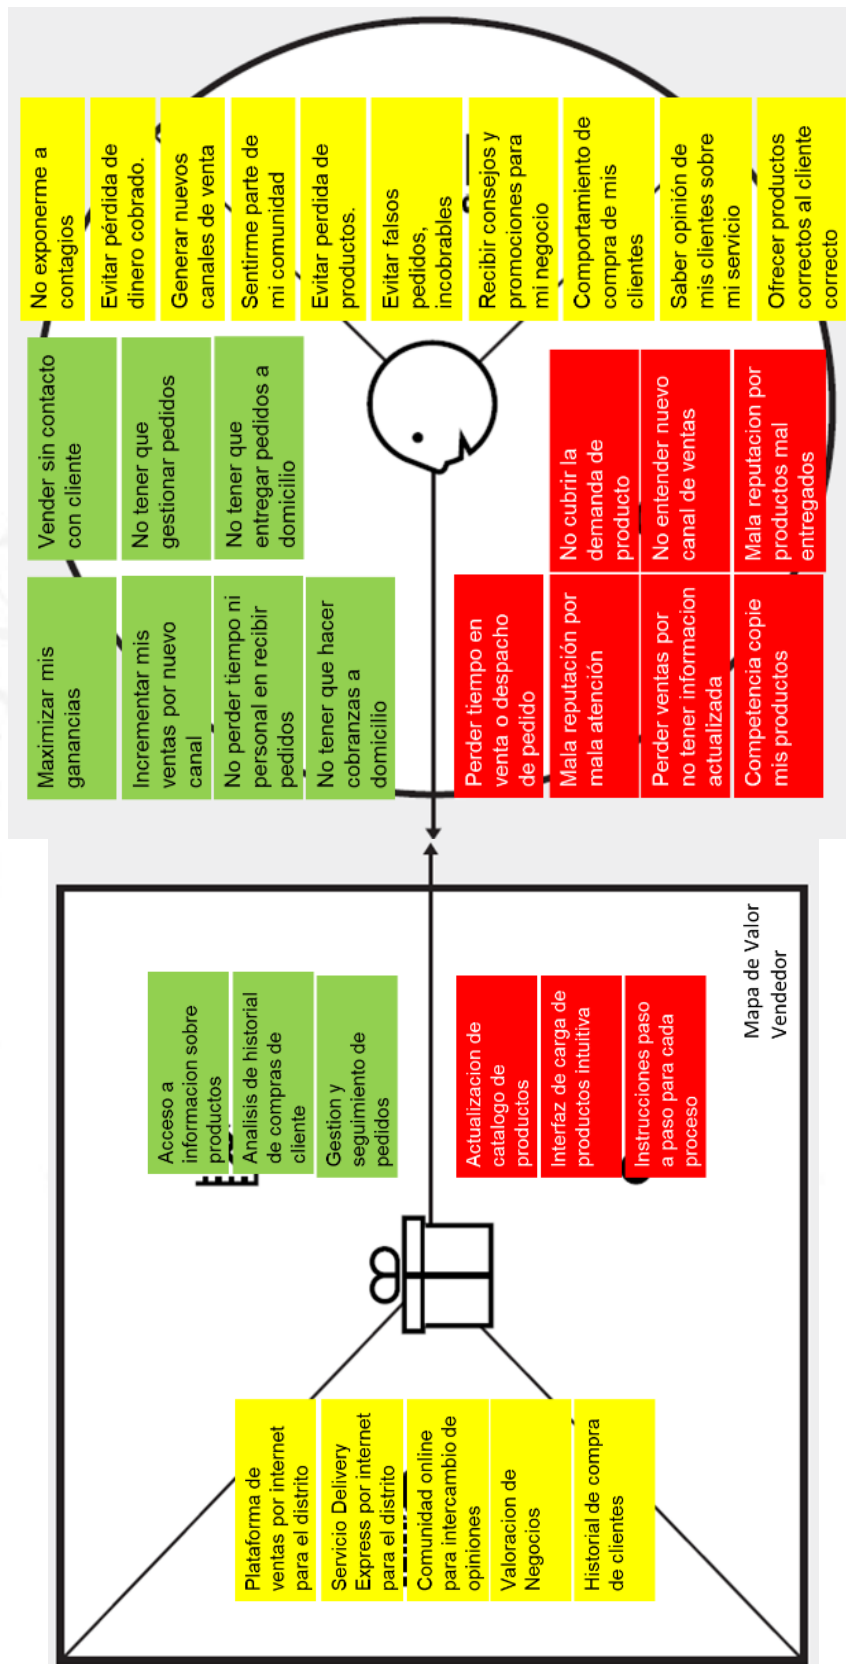 Plataforma de
ventas por internet
para el distrito
Servicio Delivery
Express por internet
para el distrito
Comunidad online
para intercambio de
opiniones
Valoracion de
Negocios
Historial de compra
de clientes
Acceso a
informacion sobre
productos
Analisis de historial
de compras de
cliente
Gestion y
seguimiento de
pedidos
Actualizacion de
catalogo de
productos
Interfaz de carga de
productos intuitiva
Instrucciones paso
a paso para cada
proceso
Mapa de Valor
Vendedor
Maximizar mis
ganancias
Incrementar mis
ventas por nuevo
canal
No perder tiempo ni
personal en recibir
pedidos
No tener que hacer
cobranzas a
domicilio
Vender sin contacto
con cliente
No tener que
gestionar pedidos
No tener que
entregar pedidos a
domicilio
Perder tiempo en
venta o despacho
de pedido
Mala reputación por
mala atención
Perder ventas por
no tener informacion
actualizada
Competencia copie
mis productos
No cubrir la
demanda de
producto
No entender nuevo
canal de ventas
Mala reputacion por
productos mal
entregados
No exponerme a
contagios
Evitar pérdida de
dinero cobrado.
Generar nuevos
canales de venta
Sentirme parte de
mi comunidad
Evitar perdida de
productos.
Evitar falsos
pedidos,
incobrables
Recibir consejos y
promociones para
mi negocio
Comportamiento de
compra de mis
clientes
Saber opinión de
mis clientes sobre
mi servicio
Ofrecer productos
correctos al cliente
correcto